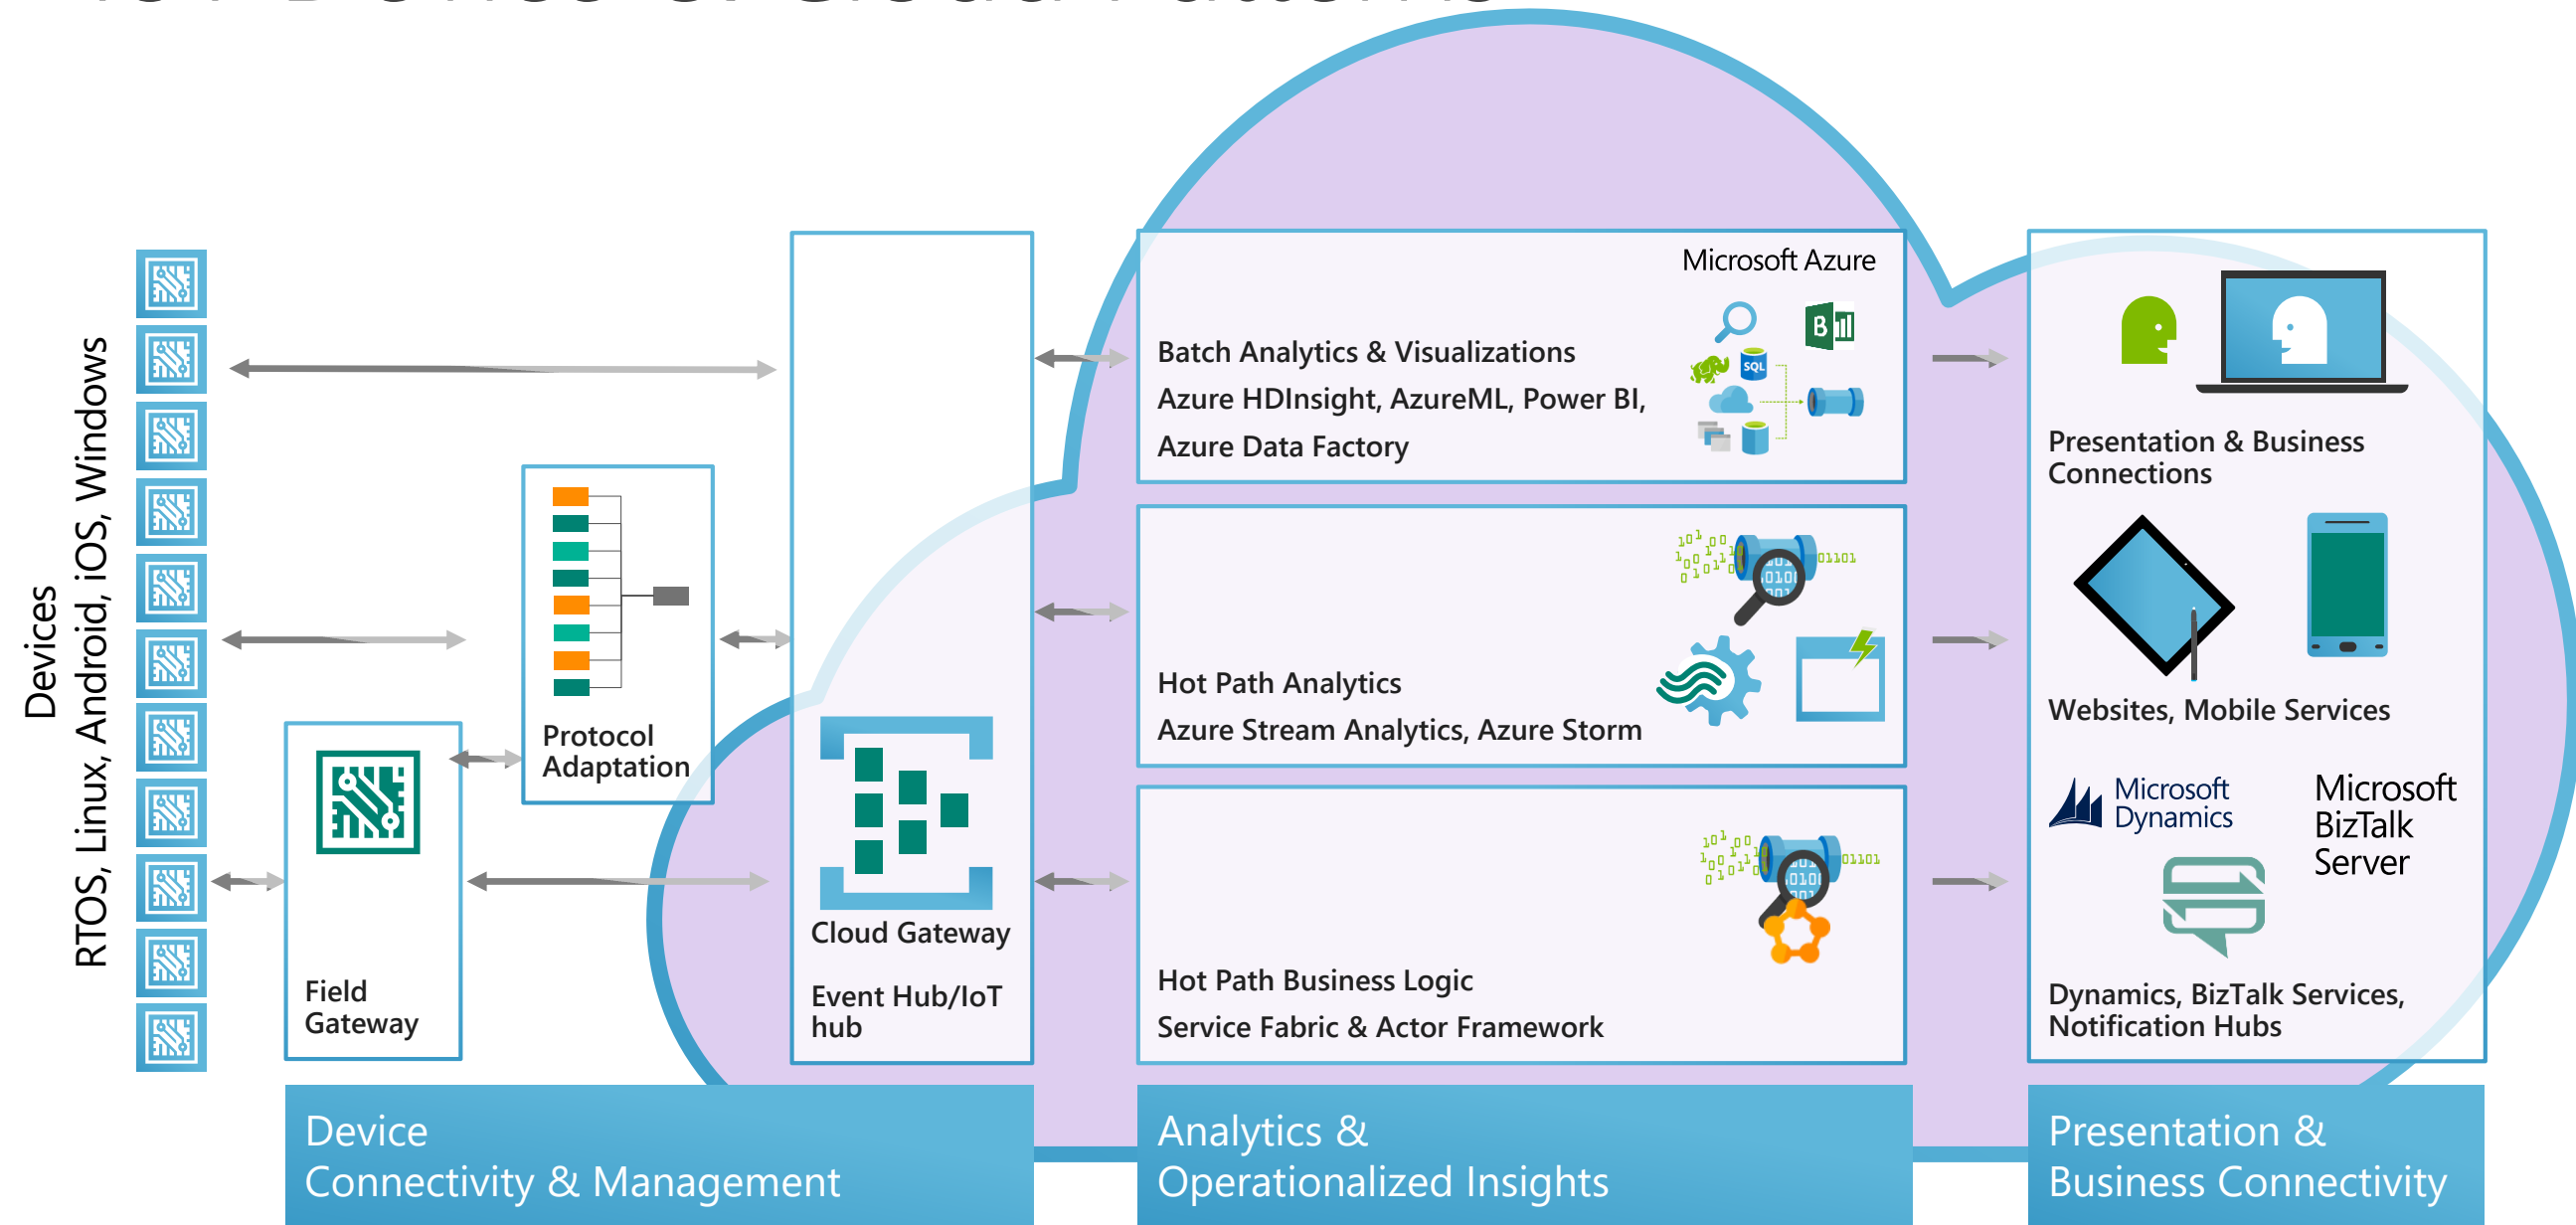 Devices
RTOS, Linux, Android, iOS, Windows
Field
Gateway
Protocol
Adaptation
Cloud Gateway
Event Hub/IoT
hub
Microsoft Azure
B
SQL
Batch Analytics & Visualizations
Azure HDInsight, AzureML, Power BI,
Azure Data Factory
01101
Hot Path Analytics
Azure Stream Analytics, Azure Storm
01101
Hot Path Business Logic
Service Fabric & Actor Framework
Presentation & Business
Connections
Websites, Mobile Services
Microsoft
Dynamics
Microsoft
BizTalk
Server
Dynamics, BizTalk Services,
Notification Hubs
Device
Connectivity & Management
Analytics &
Operationalized Insights
Presentation &
Business Connectivity